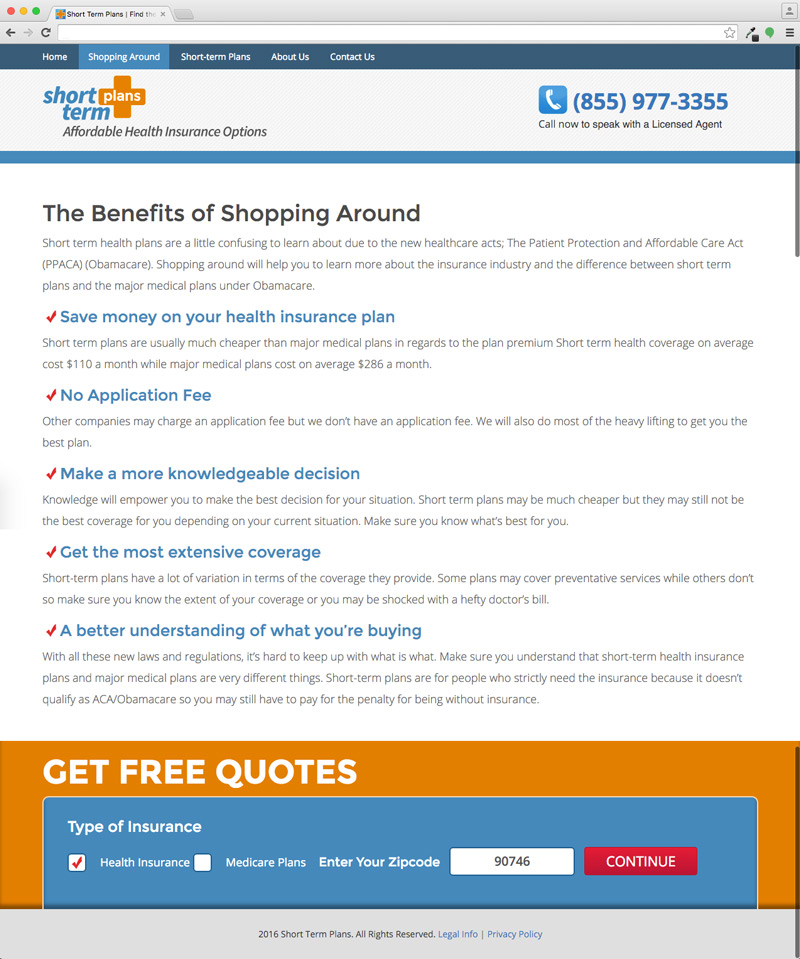 Short Term Plans | Find the
Home Shopping Around Short-term Plans About Us Contact Us
short plans
term
Affordable Health Insurance Options
(855) 977-3355
Call now to speak with a Licensed Agent
The Benefits of Shopping Around
Short term health plans are a little confusing to learn about due to the new healthcare acts; The Patient Protection and Affordable Care Act
(PPACA) (Obamacare). Shopping around will help you to learn more about the insurance industry and the difference between short term
plans and the major medical plans under Obamacare.
Save money on your health insurance plan
Short term plans are usually much cheaper than major medical plans in regards to the plan premium Short term health coverage on average
cost $110 a month while major medical plans cost on average $286 a month.
No Application Fee
Other companies may charge an application fee but we don't have an application fee. We will also do most of the heavy lifting to get you the
best plan.
Make a more knowledgeable decision
Knowledge will empower you to make the best decision for your situation. Short term plans may be much cheaper but they may still not be
the best coverage for you depending on your current situation. Make sure you know what's best for you.
Get the most extensive coverage
Short-term plans have a lot of variation in terms of the coverage they provide. Some plans may cover preventative services while others don't
so make sure you know the extent of your coverage or you may be shocked with a hefty doctor's bill.
A better understanding of what you're buying
With all these new laws and regulations, it's hard to keep up with what is what. Make sure you understand that short-term health insurance
plans and major medical plans are very different things. Short-term plans are for people who strictly need the insurance because it doesn't
qualify as ACA/Obamacare so you may still have to pay for the penalty for being without insurance.
GET FREE QUOTES
Type of Insurance
Health Insurance Medicare Plans Enter Your Zipcode 90746 CONTINUE
2016 Short Term Plans. All Rights Reserved. Legal Info | Privacy Policy